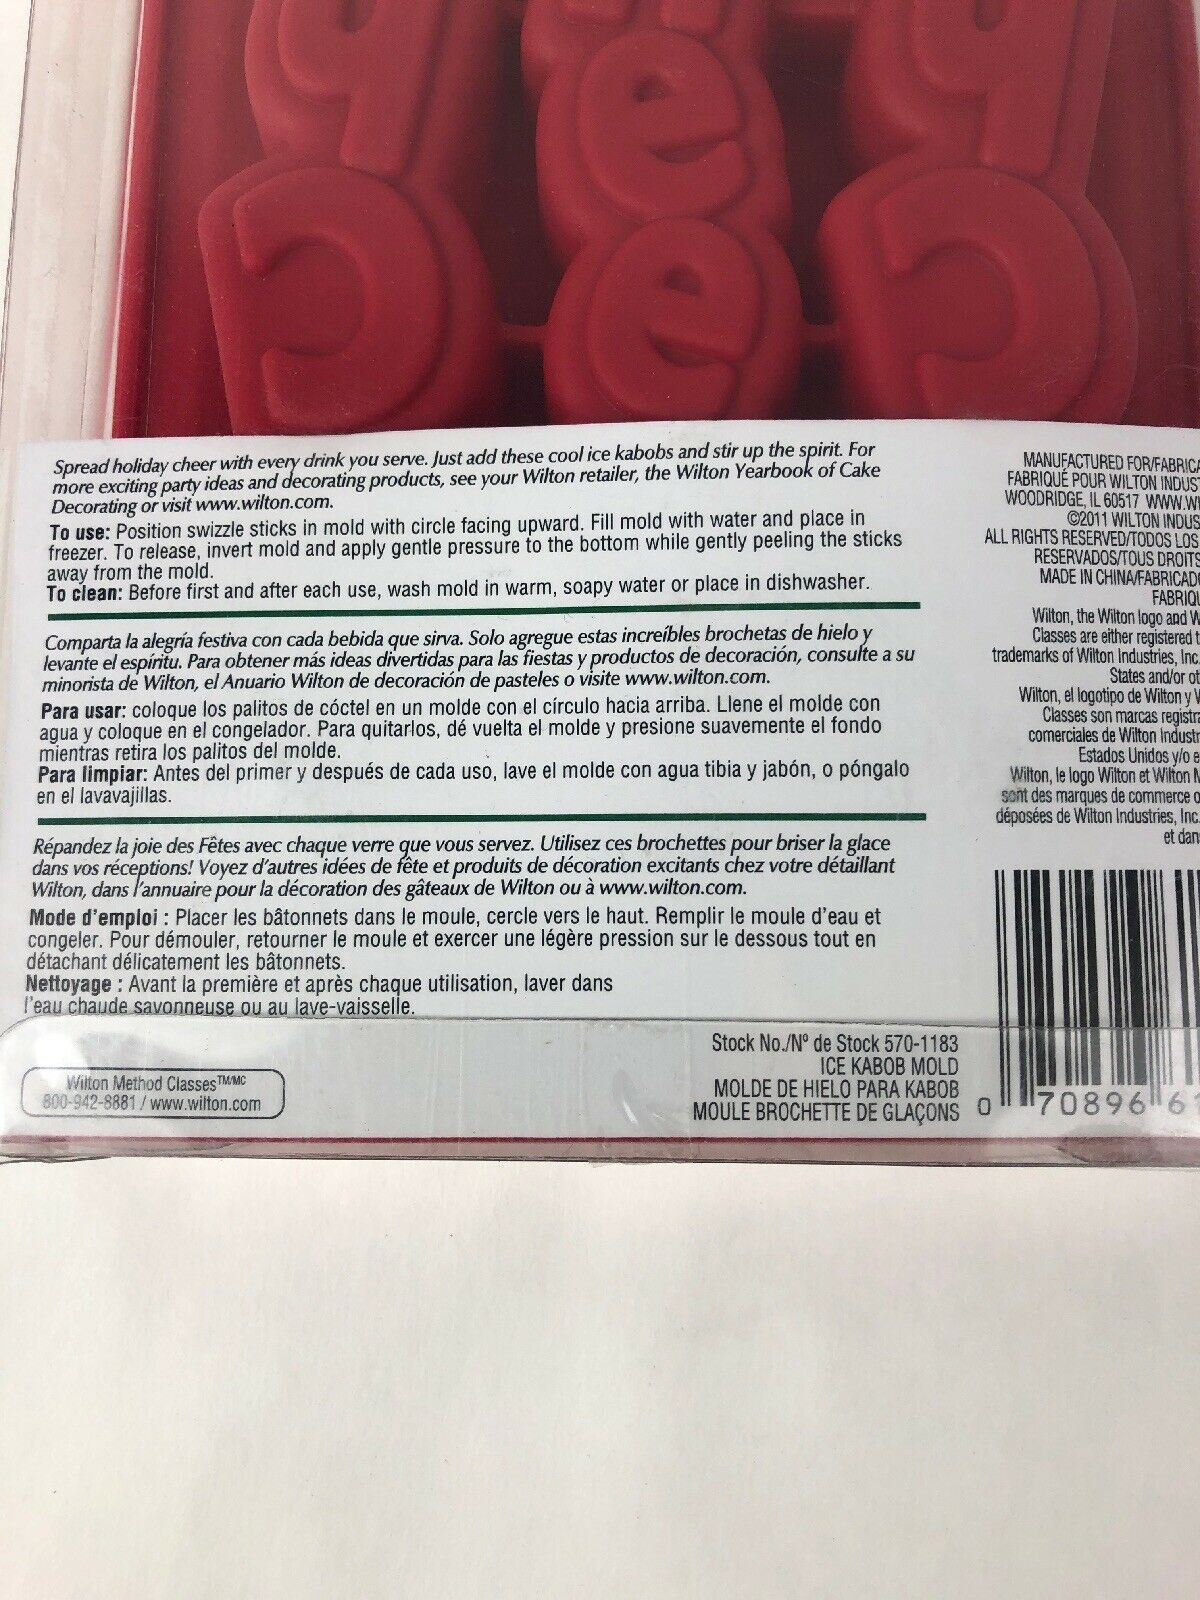 Spread holiday cheer with every drink you serve. Just add these cool ice kabobs and stir up the spirit. For
more exciting party ideas and decorating products, see your Wilton retailer, the Wilton Yearbook of Cake
Decorating or visit www.wilton.com.
To use: Position swizzle sticks in mold with circle facing upward. Fill mold with water and place in
freezer. To release, invert mold and apply gentle pressure to the bottom while gently peeling the sticks
away from the mold.
To clean: Before first and after each use, wash mold in warm, soapy water or place in dishwasher.
Comparta la alegría festiva con cada bebida que sirva. Solo agregue estas increíbles brochetas de hielo y
levante el espíritu. Para obtener más ideas divertidas para las fiestas y productos de decoración, consulte a su
minorista de Wilton, el Anuario Wilton de decoración de pasteles o visite www.wilton.com.
Para usar: coloque los palitos de cóctel en un molde con el círculo hacia arriba. Llene el molde con
agua y coloque en el congelador. Para quitarlos, dé vuelta el molde y presione suavemente el fondo
mientras retira los palitos del molde.
Para limpiar: Antes del primer y después de cada uso, lave el molde con agua tibia y jabón, o póngalo
en el lavavajillas.
Répandez la joie des Fêtes avec chaque verre que vous servez. Utilisez ces brochettes pour briser la glace
dans vos réceptions! Voyez d'autres idées de fête et produits de décoration excitants chez votre détaillant
Wilton, dans l'annuaire pour la décoration des gâteaux de Wilton ou à www.wilton.com.
Mode d'emploi : Placer les bâtonnets dans le moule, cercle vers le haut. Remplir le moule d'eau et
congeler. Pour démouler, retourner le moule et exercer une légère pression sur le dessous tout en
détachant délicatement les bâtonnets.
Nettoyage : Avant la première et après chaque utilisation, laver dans
l'eau chaude savonneuse ou au lave-vaisselle.
Wilton Method Classes™/MC
800-942-8881 / www.wilton.com
Stock No./Nº de Stock 570-1183
ICE KABOB MOLD
MOLDE DE HIELO PARA KABOB
MOULE BROCHETTE DE GLAÇONS
MANUFACTURED FOR/FABRICA
FABRIQUÉ POUR WILTON INDUST
WOODRIDGE, IL 60517 WWW.WI
©2011 WILTON INDUS
ALL RIGHTS RESERVED/TODOS LOS
RESERVADOS/TOUS DROITS
MADE IN CHINA/FABRICAD
FABRIQU
Wilton, the Wilton logo and W
Classes are either registered t
trademarks of Wilton Industries, Inc.
States and/or ot
Wilton, el logotipo de Wilton y W
Classes son marcas registra
comerciales de Wilton Industr
Estados Unidos y/o e
Wilton, le logo Wilton et Wilton M
sont des marques de commerce o
déposées de Wilton Industries, Inc.
et dan
0 70896 61